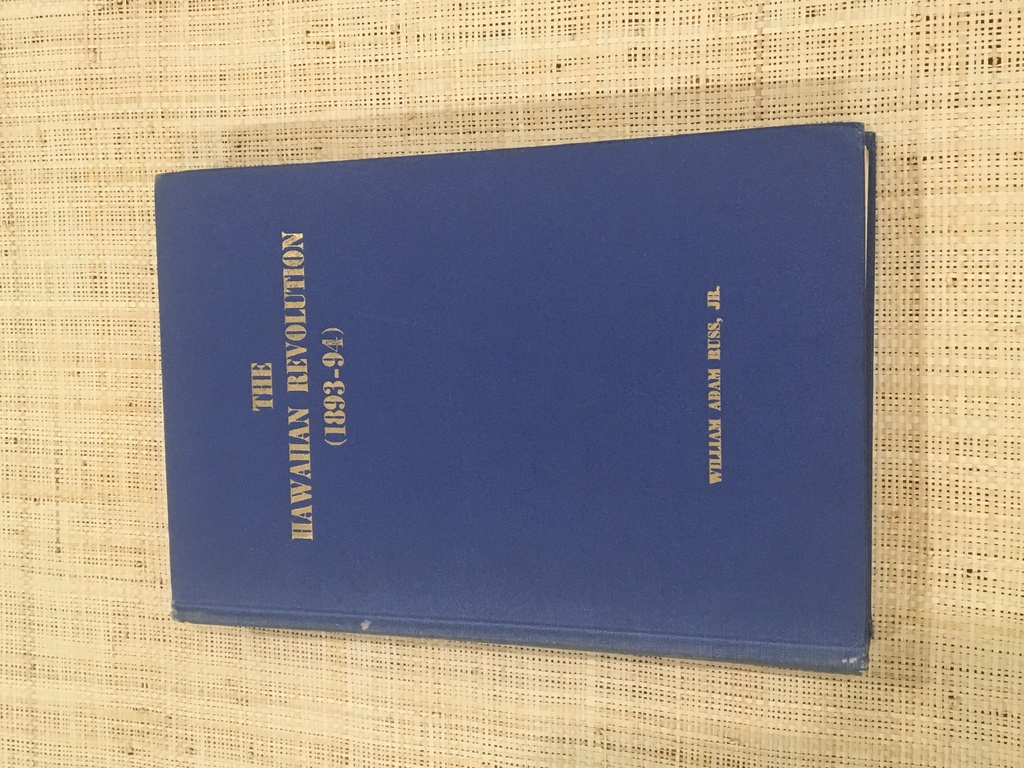 THE
HAWAIIAN REVOLUTION
(1893-94)
WILLIAM ADAM RUSS, JR.